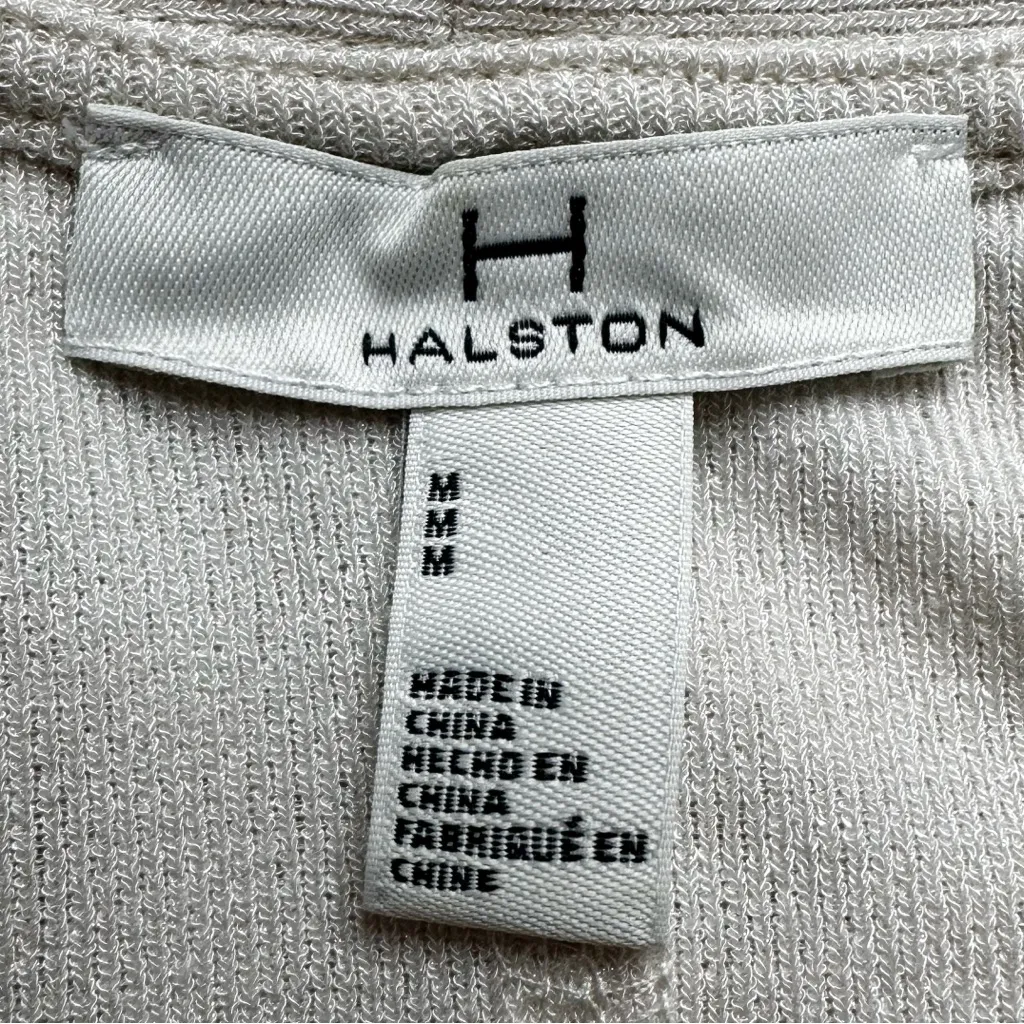 H
HALSTON
M
M
M
MADE IN
CHINA
HECHO EN
CHINA
FABRIQUÉ EN
CHINE